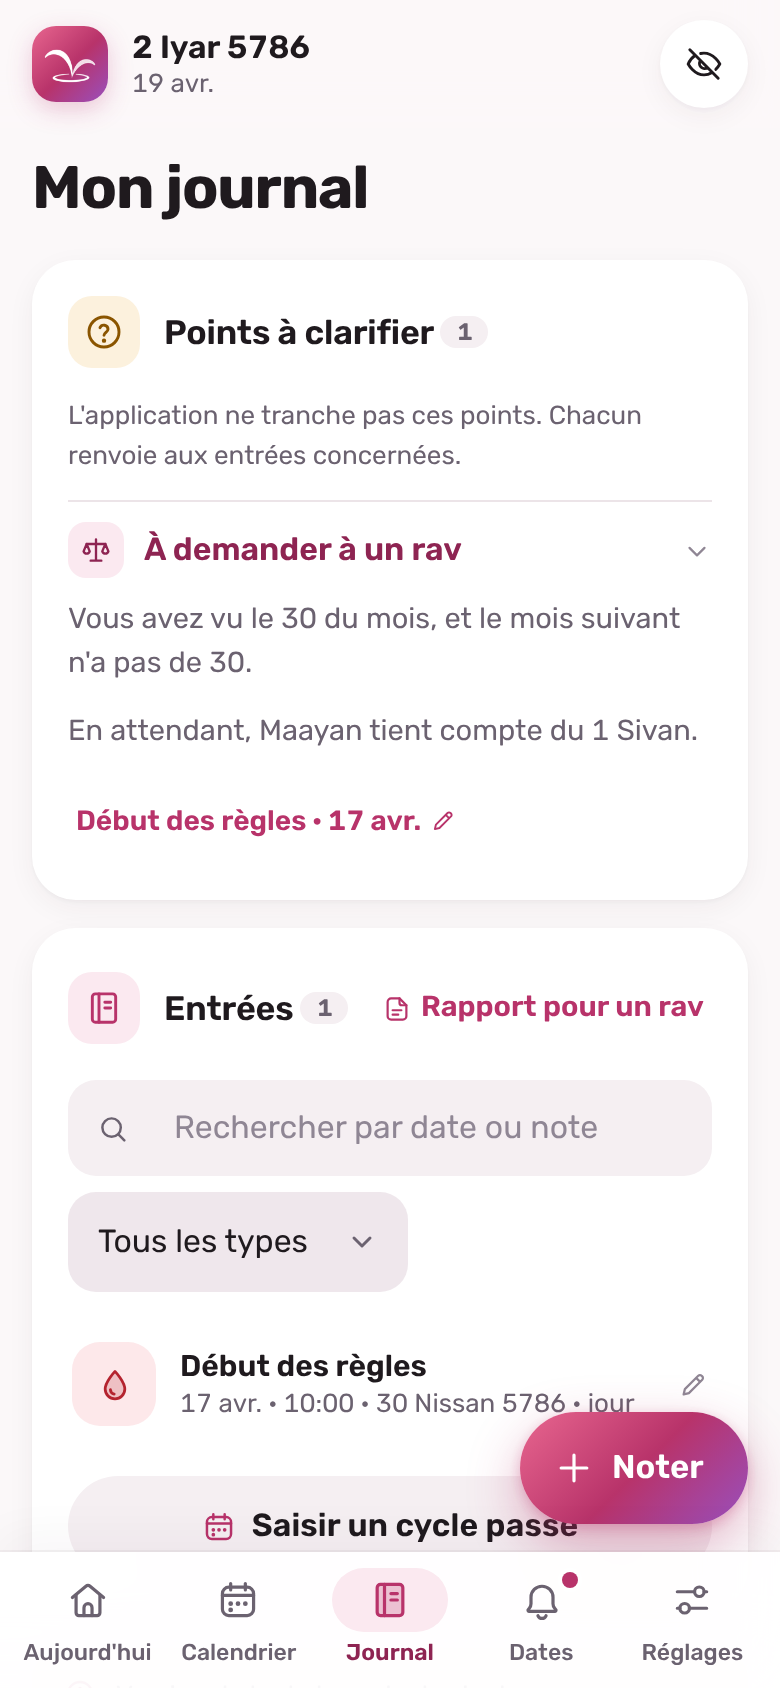 2 Iyar 5786
19 avr.
Mon journal
Points à clarifier 1
L'application ne tranche pas ces points. Chacun
renvoie aux entrées concernées.
À demander à un rav
Vous avez vu le 30 du mois, et le mois suivant
n'a pas de 30.
En attendant, Maayan tient compte du 1 Sivan.
Début des règles • 17 avr.
Entrées 1 Rapport pour un rav
Rechercher par date ou note
Tous les types
Début des règles
17 avr. • 10:00 • 30 Nissan 5786 • jour
Noter
Saisir un cycle passé
Aujourd'hui Calendrier Journal Dates Réglages